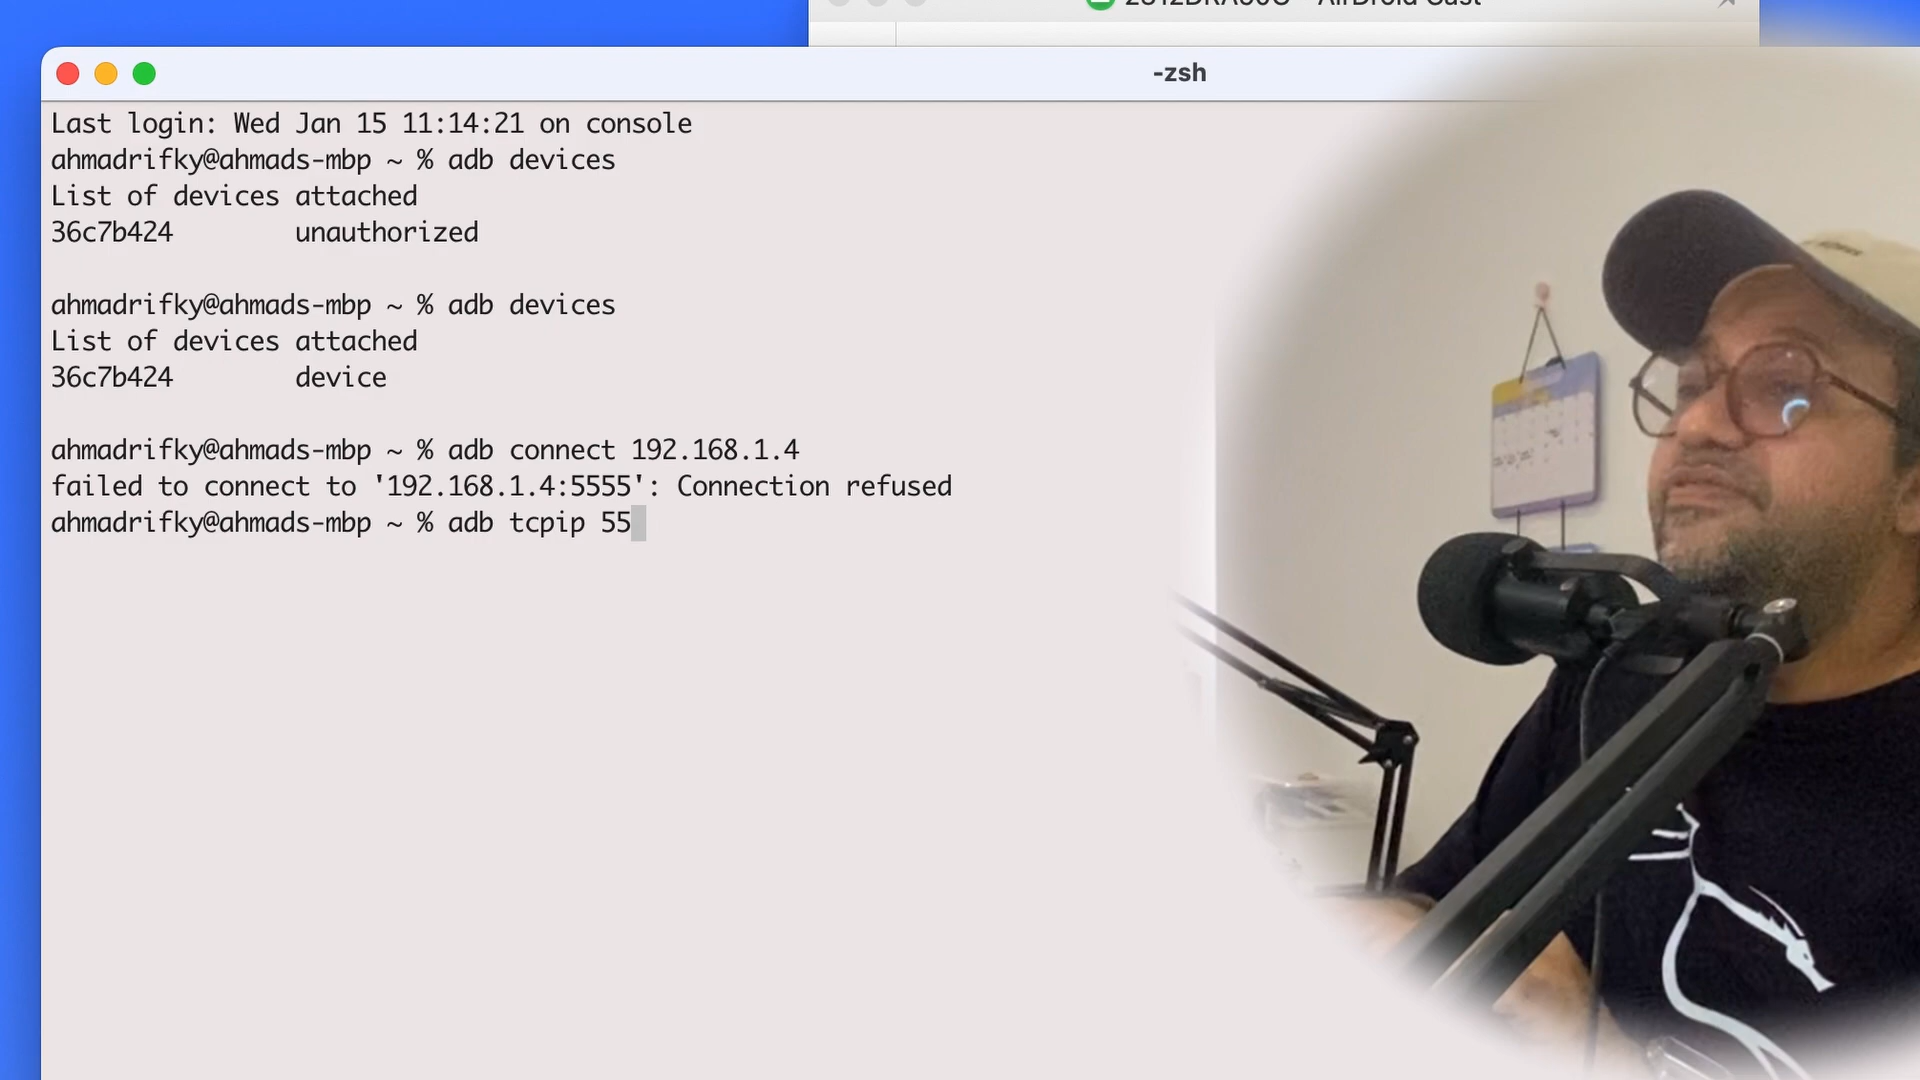 AirDroid Cast
-zsh
Last login: Wed Jan 15 11:14:21 on console
ahmadrifky@ahmads-mbp ~ % adb devices
List of devices attached
36c7b424        unauthorized
ahmadrifky@ahmads-mbp ~ % adb devices
List of devices attached
36c7b424        device
ahmadrifky@ahmads-mbp ~ % adb connect 192.168.1.4
failed to connect to '192.168.1.4:5555': Connection refused
ahmadrifky@ahmads-mbp ~ % adb tcpip 55